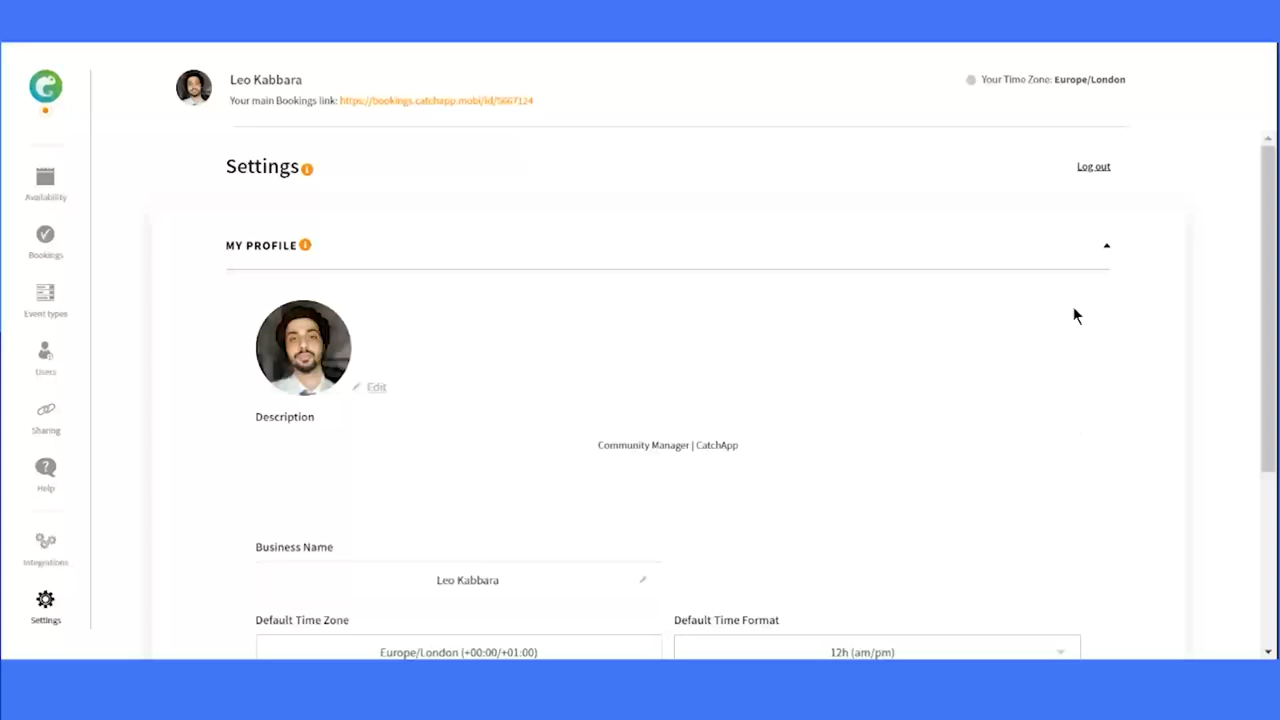 Leo Kabbara
Your main Bookings link: https://bookings.catchapp.mobi/id/5667124
Your Time Zone: Europe/London
Settings
Log out
Availability
Bookings
Event types
Users
Sharing
Help
Integrations
Settings
MY PROFILE
Edit
Description
Community Manager | CatchApp
Business Name
Leo Kabbara
Default Time Zone
Default Time Format
Europe/London (+00:00/+01:00)
12h (am/pm)